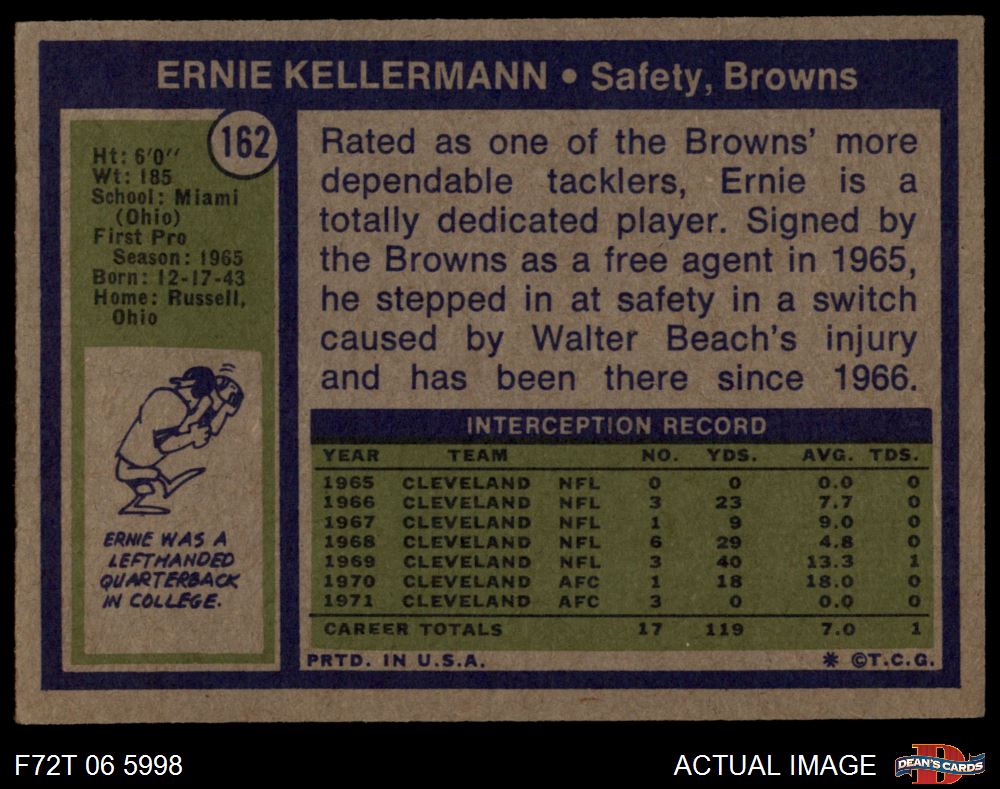 ERNIE KELLERMANN • Safety, Browns
162
Ht: 6'0''
Wt: 185
School: Miami
(Ohio)
First Pro
Season: 1965
Born: 12-17-43
Home: Russell,
Ohio
ERNIE WAS A
LEFTHANDED
QUARTERBACK
IN COLLEGE.
Rated as one of the Browns' more
dependable tacklers, Ernie is a
totally dedicated player. Signed by
the Browns as a free agent in 1965,
he stepped in at safety in a switch
caused by Walter Beach's injury
and has been there since 1966.
INTERCEPTION RECORD
YEAR TEAM NO. YDS. AVG. TDS.
1965 CLEVELAND NFL 0 0 0.0 0
1966 CLEVELAND NFL 3 23 7.7 0
1967 CLEVELAND NFL 1 9 9.0 0
1968 CLEVELAND NFL 6 29 4.8 0
1969 CLEVELAND NFL 3 40 13.3 1
1970 CLEVELAND AFC 1 18 18.0 0
1971 CLEVELAND AFC 3 0 0.0 0
CAREER TOTALS 17 119 7.0 1
PRTD. IN U.S.A. * ©T.C.G.
F72T 06 5998
ACTUAL IMAGE
D
DEAN'S CARDS